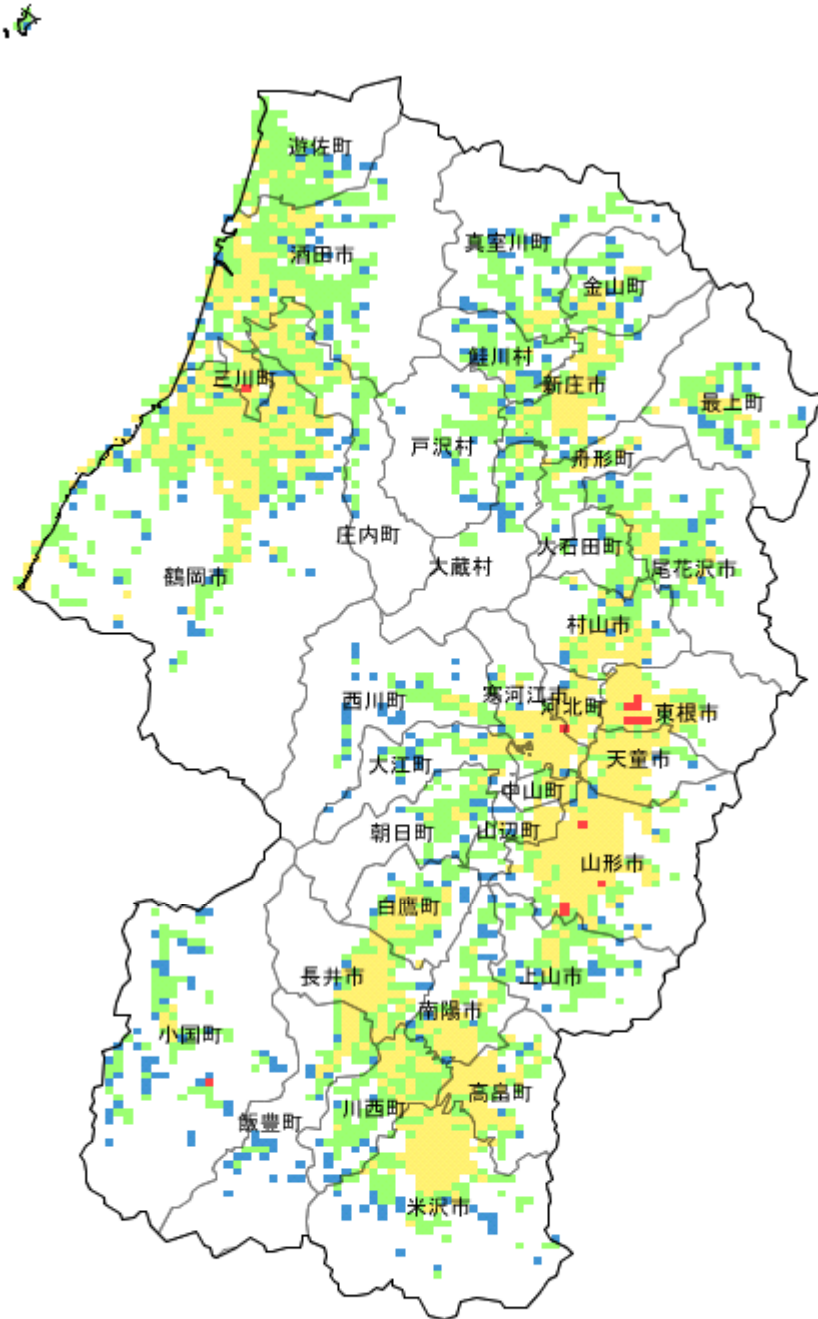 遊佐町
真室川町
酒田市
金山町
鮭川村
三川町
新庄市
最上町
戸沢村
舟形町
庄内町
大石田町
大蔵村
尾花沢市
鶴岡市
村山市
寒河江市
西川町
河北町
東根市
天童市
大江町
中山町
朝日町
山辺町
山形市
白鷹町
長井市
上山市
南陽市
小国町
高畠町
川西町
飯豊町
米沢市